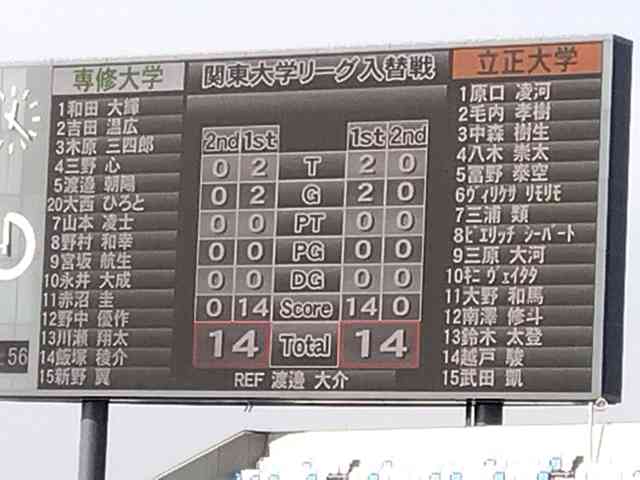 専修大学 関東大学リーグ入替戦 立正大学
1和田 大輝
2吉田 温広
3木原 三四郎
4三野 心
5渡邉 朝陽
20大西 ひろと
7山本 凌士
8野村 和幸
9宮坂 航生
10永井 大成
11赤沼 圭
12野中 優作
13川瀬 翔太
14飯塚 稜介
15新野 翼
2nd 1st 1st 2nd
0 2 T 2 0
0 2 G 2 0
0 0 PT 0 0
0 0 PG 0 0
0 0 DG 0 0
0 14 Score 14 0
14 Total 14
REF 渡邉 大介
1原口 凌河
2毛内 孝樹
3中森 樹生
4八木 崇太
5富野 泰空
6ヴィリケサ リモリモ
7三浦 類
8ピエリッチ シーバート
9三原 大河
10キニ ヴェイタタ
11大野 和馬
12南澤 修斗
13鈴木 太登
14越戸 駿
15武田 凱
56